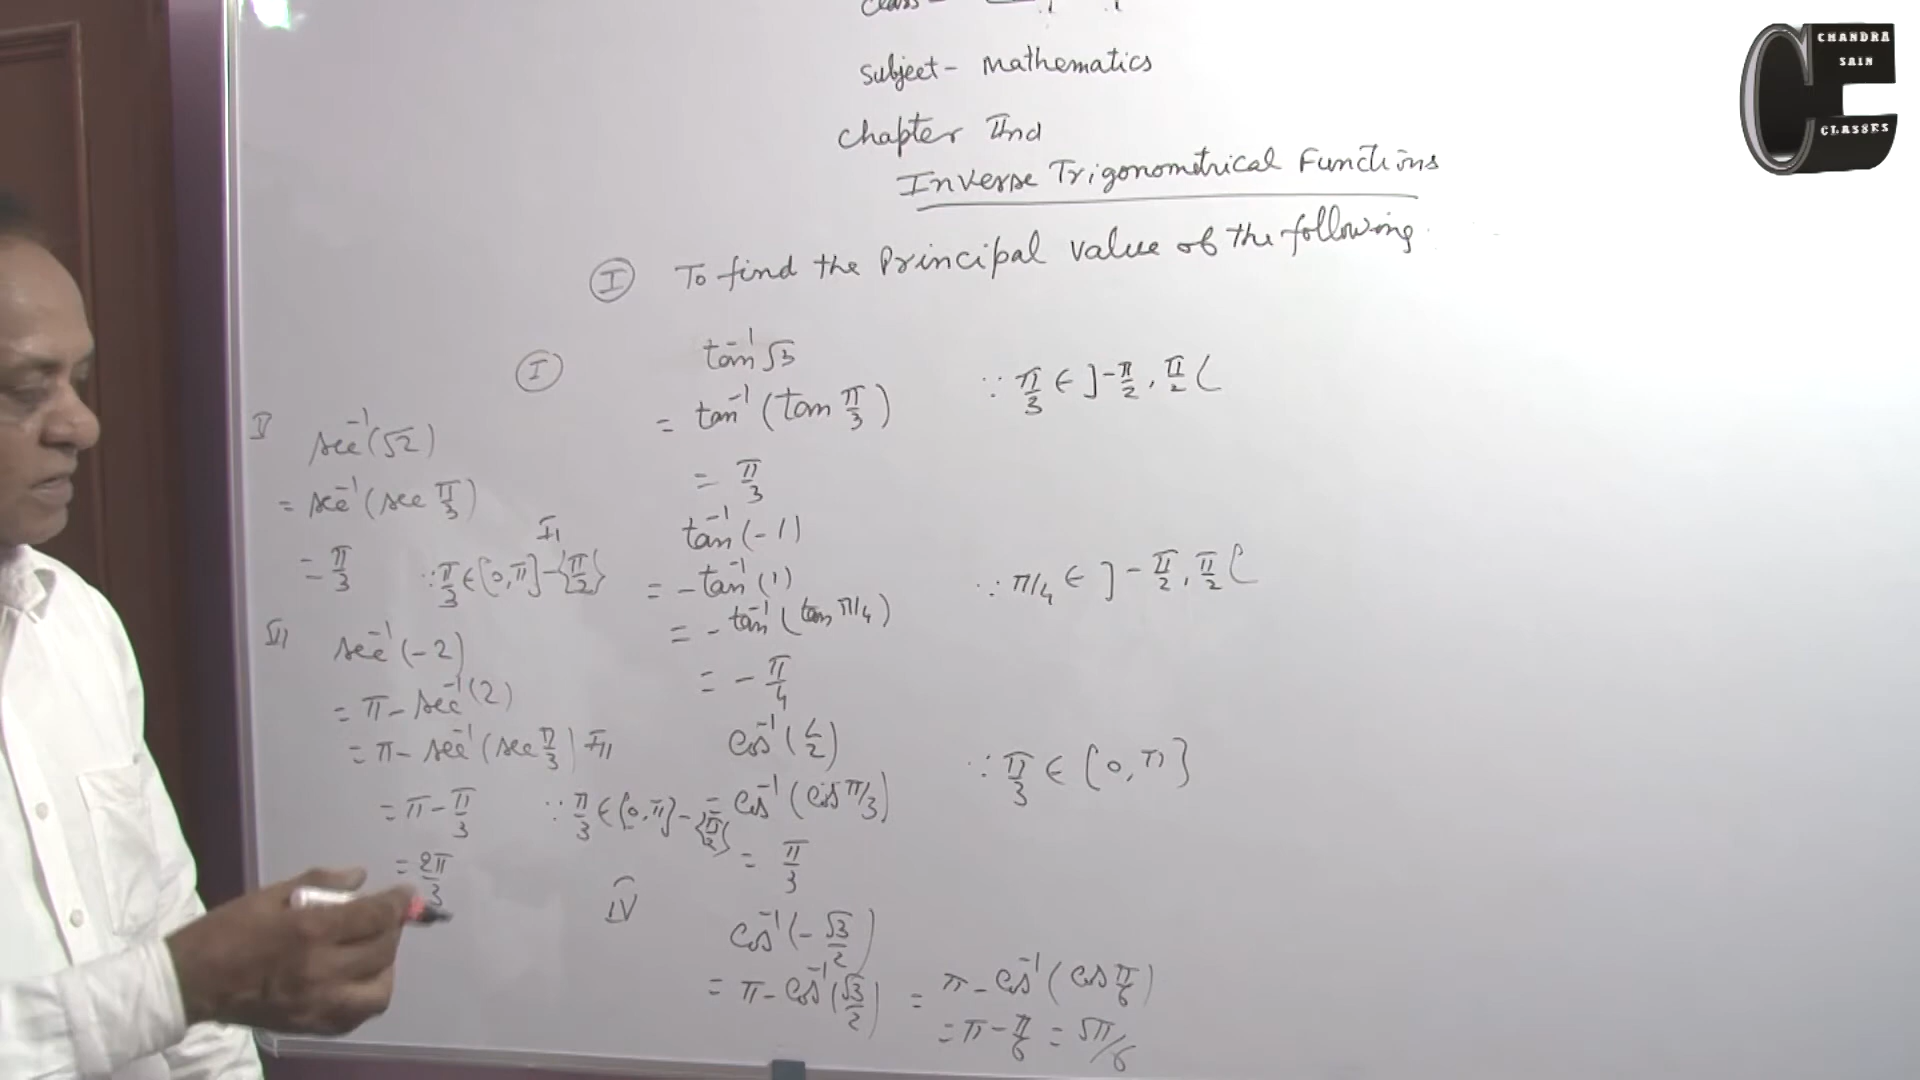 Class-
Subject- Mathematics
Chapter IInd
Inverse Trigonometrical Functions
I To find the Principal value of the following.
I tan⁻¹√3
= tan⁻¹(tan π/3) ∵ π/3 ∈ ]-π/2, π/2[
= π/3
II tan⁻¹(-1)
= -tan⁻¹(1) ∵ π/4 ∈ ]-π/2, π/2[
= -tan⁻¹(tan π/4)
= -π/4
III cos⁻¹(1/2)
= cos⁻¹(cos π/3) ∵ π/3 ∈ [0, π]
= π/3
IV cos⁻¹(-√3/2)
= π - cos⁻¹(√3/2) = π - cos⁻¹(cos π/6)
= π - π/6 = 5π/6
V sec⁻¹(√2)
= sec⁻¹(sec π/3)
= π/3 ∵ π/3 ∈ [0, π] - {π/2}
VI sec⁻¹(-2)
= π - sec⁻¹(2)
= π - sec⁻¹(sec π/3)
= π - π/3 ∵ π/3 ∈ [0, π] - {π/2}
= 2π/3
CHANDRA
SAIN
CLASSES